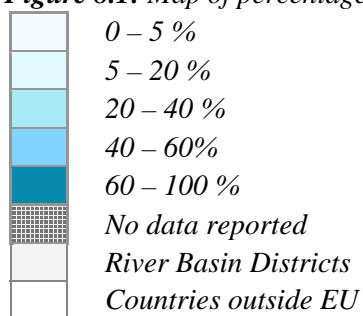 Figure 6.1: Map of percentage
0 – 5 %
5 – 20 %
20 – 40 %
40 – 60%
60 – 100 %
No data reported
River Basin Districts
Countries outside EU